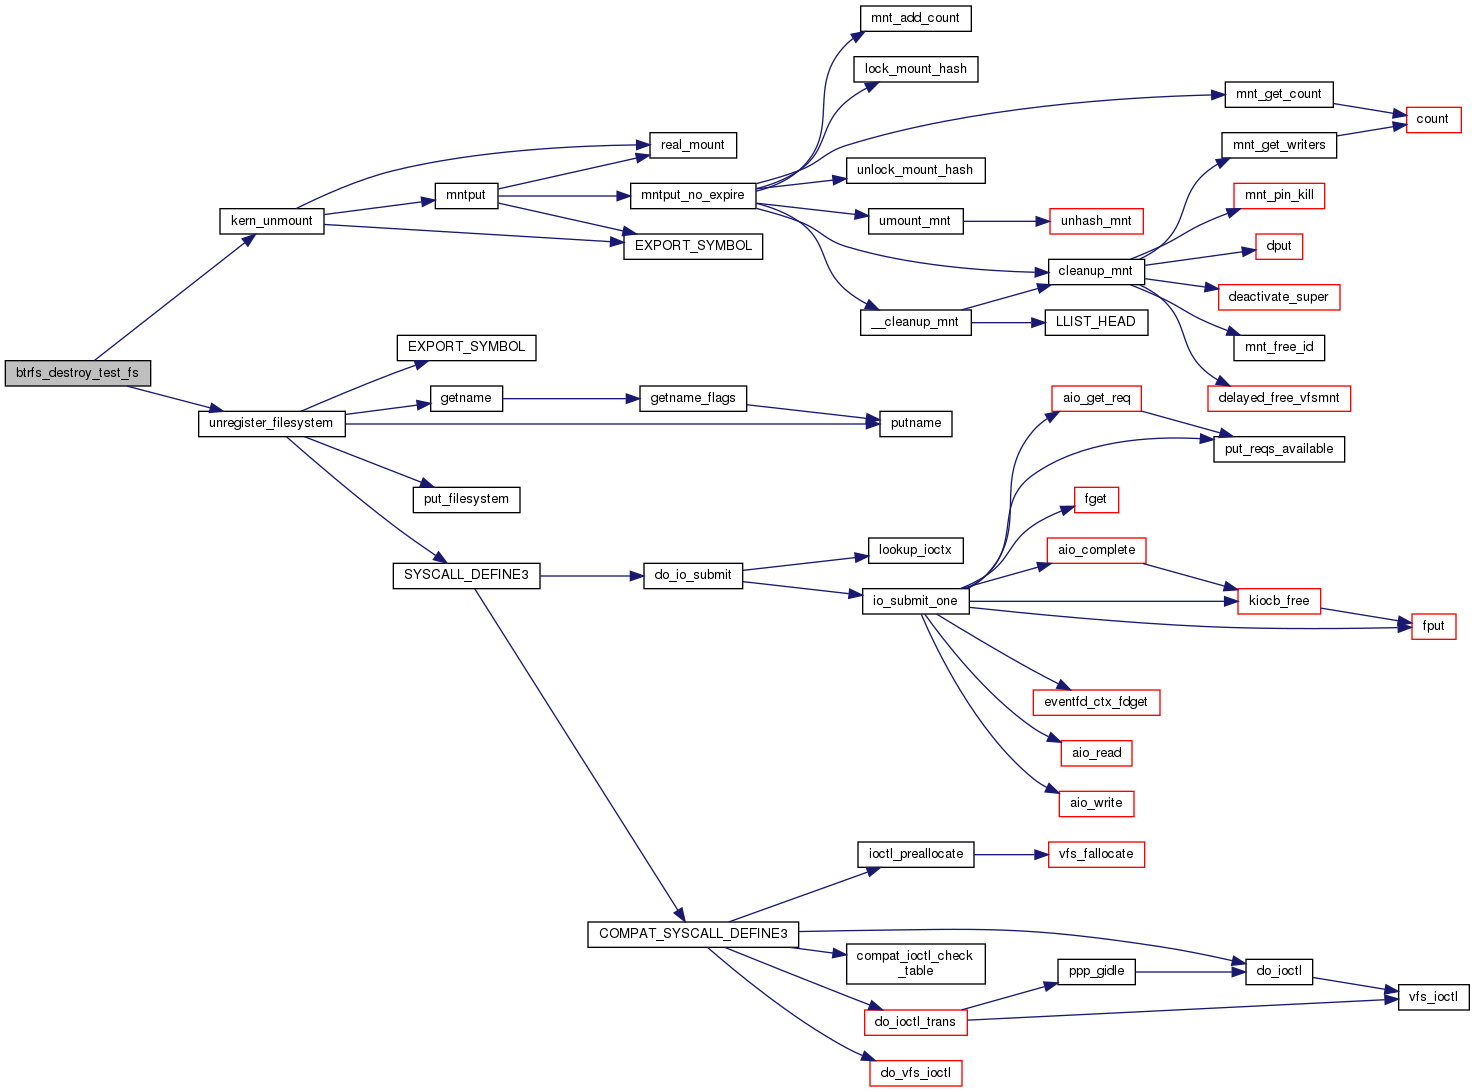 mnt_add_count
lock_mount_hash
mnt_get_count
count
real_mount
mnt_get_writers
unlock_mount_hash
mntput
mntput_no_expire
mnt_pin_kill
kern_unmount
umount_mnt
unhash_mnt
EXPORT_SYMBOL
dput
cleanup_mnt
deactivate_super
__cleanup_mnt
LLIST_HEAD
EXPORT_SYMBOL
mnt_free_id
btrfs_destroy_test_fs
getname
getname_flags
aio_get_req
delayed_free_vfsmnt
unregister_filesystem
putname
put_reqs_available
put_filesystem
fget
lookup_ioctx
aio_complete
SYSCALL_DEFINE3
do_io_submit
io_submit_one
kiocb_free
fput
eventfd_ctx_fdget
aio_read
aio_write
ioctl_preallocate
vfs_fallocate
COMPAT_SYSCALL_DEFINE3
compat_ioctl_check
_table
ppp_gidle
do_ioctl
vfs_ioctl
do_ioctl_trans
do_vfs_ioctl